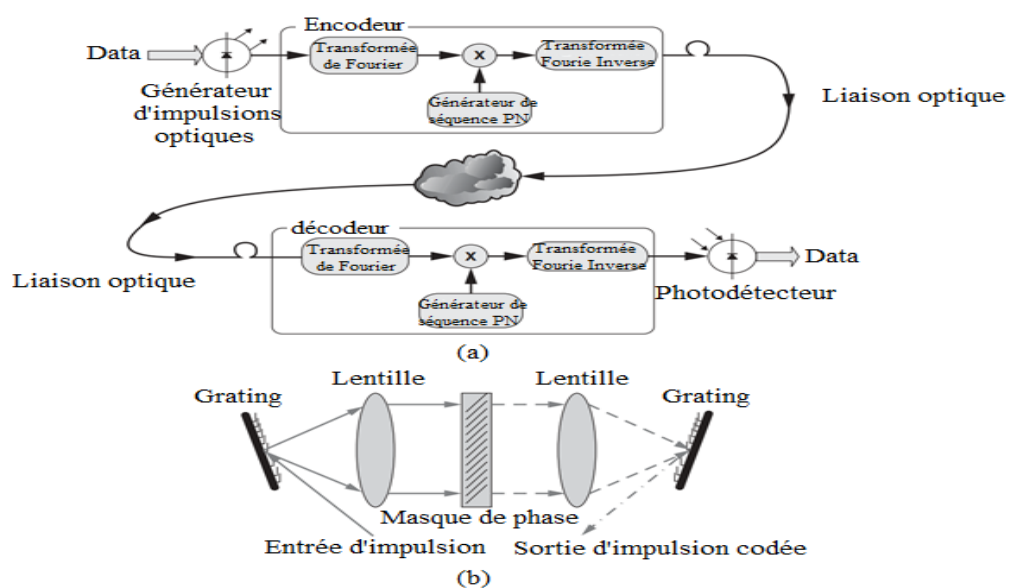 Encodeur
Data
Transformée
de Fourier
X
Transformée
Fourie Inverse
Générateur
d'impulsions
optiques
Générateur de
séquence PN
Liaison optique
décodeur
Transformée
de Fourier
X
Transformée
Fourie Inverse
Data
Liaison optique
Générateur de
séquence PN
Photodétecteur
(a)
Lentille
Lentille
Grating
Grating
Masque de phase
Entrée d'impulsion
Sortie d'impulsion codée
(b)